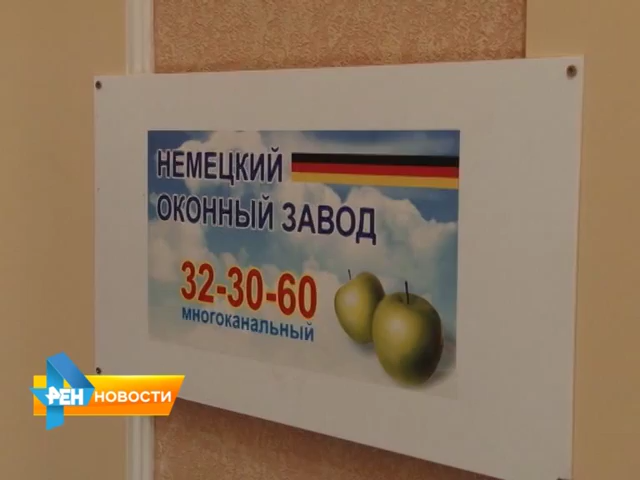 НЕМЕЦКИЙ
ОКОННЫЙ ЗАВОД
32-30-60
многоканальный
РЕН НОВОСТИ